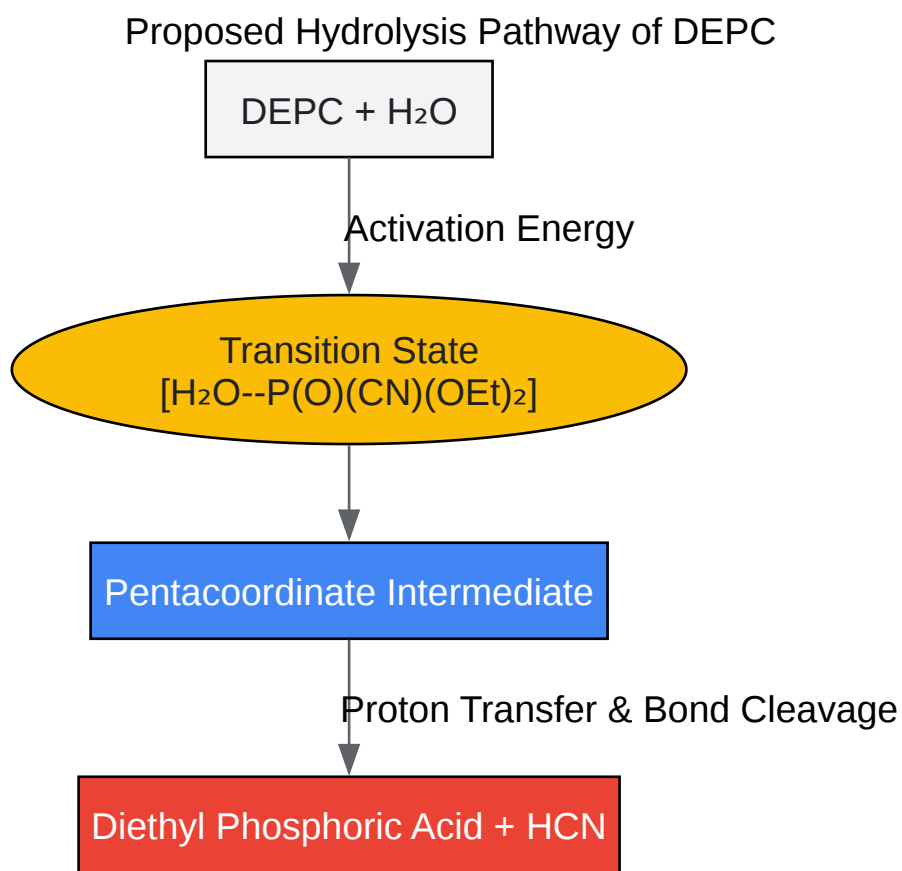 Proposed Hydrolysis Pathway of DEPC
DEPC + H₂O
Activation Energy
Transition State
[H₂O--P(O)(CN)(OEt)₂]
Pentacoordinate Intermediate
Proton Transfer & Bond Cleavage
Diethyl Phosphoric Acid + HCN